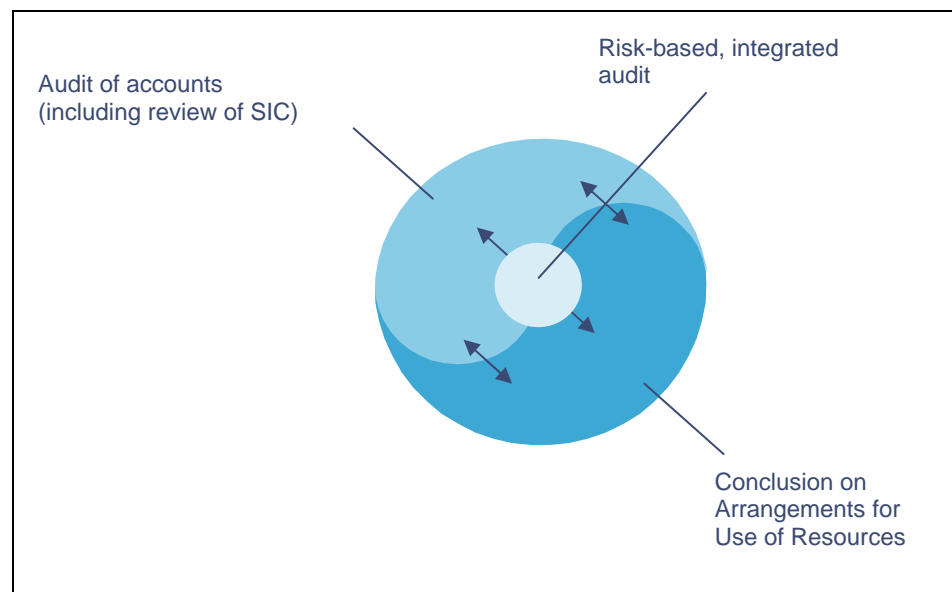 Risk-based, integrated
audit
Audit of accounts
(including review of SIC)
Conclusion on
Arrangements for
Use of Resources